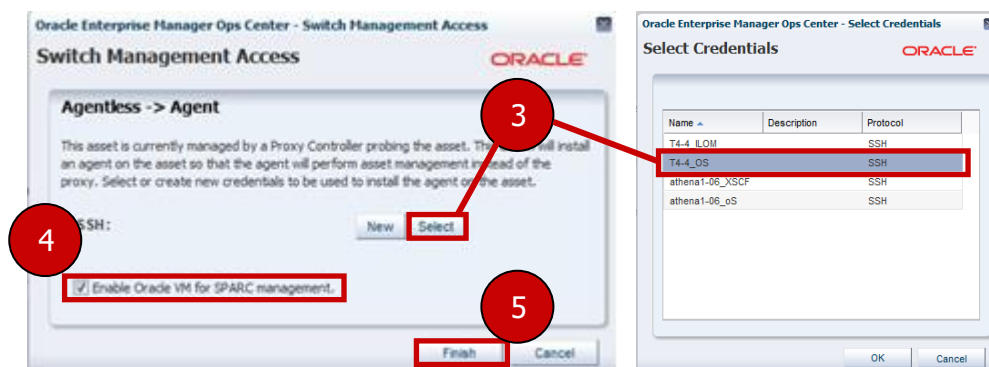 Oracle Enterprise Manager Ops Center - Switch Management Access
Switch Management Access
ORACLE
Agentless -> Agent
This asset is currently managed by a Proxy Controller probing the asset. will install
an agent on the asset so that the agent will perform asset management instead of the
proxy. Select or create new credentials to be used to install the agent on the asset.
SSH:
New Select
Enable Oracle VM for SPARC management.
Finish Cancel
3
4
5
Oracle Enterprise Manager Ops Center - Select Credentials
Select Credentials
ORACLE
Name Description Protocol
T4-4_ILOM SSH
T4-4_OS SSH
athena1-06_XSCF SSH
athena1-06_oS SSH
OK Cancel